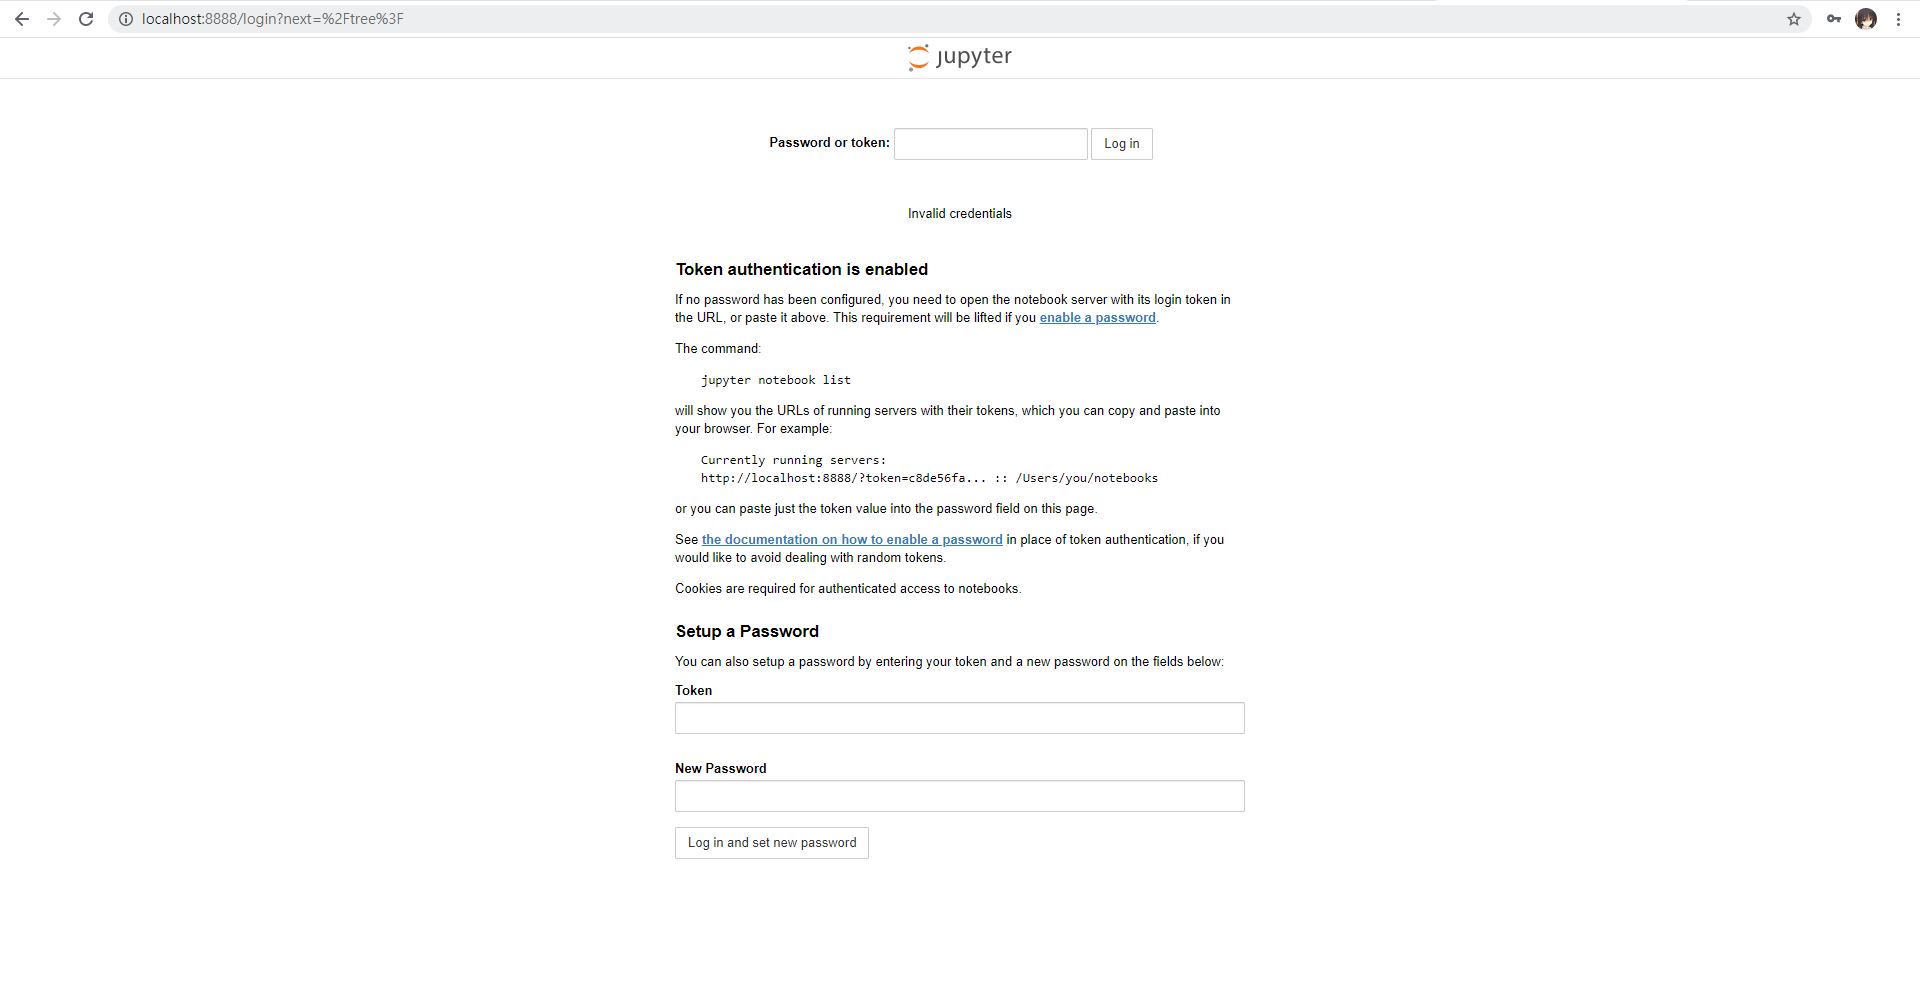 localhost:8888/login?next=%2Ftree%3F
jupyter
Password or token:
Log in
Invalid credentials
Token authentication is enabled
If no password has been configured, you need to open the notebook server with its login token in
the URL, or paste it above. This requirement will be lifted if you enable a password.
The command:
jupyter notebook list
will show you the URLs of running servers with their tokens, which you can copy and paste into
your browser. For example:
Currently running servers:
http://localhost:8888/?token=c8de56fa... :: /Users/you/notebooks
or you can paste just the token value into the password field on this page.
See the documentation on how to enable a password in place of token authentication, if you
would like to avoid dealing with random tokens.
Cookies are required for authenticated access to notebooks.
Setup a Password
You can also setup a password by entering your token and a new password on the fields below:
Token
New Password
Log in and set new password